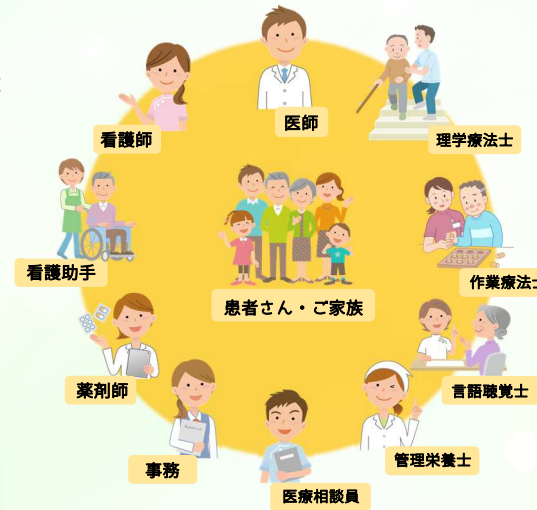 医師
看護師
理学療法士
看護助手
作業療法士
患者さん・ご家族
薬剤師
言語聴覚士
事務
管理栄養士
医療相談員